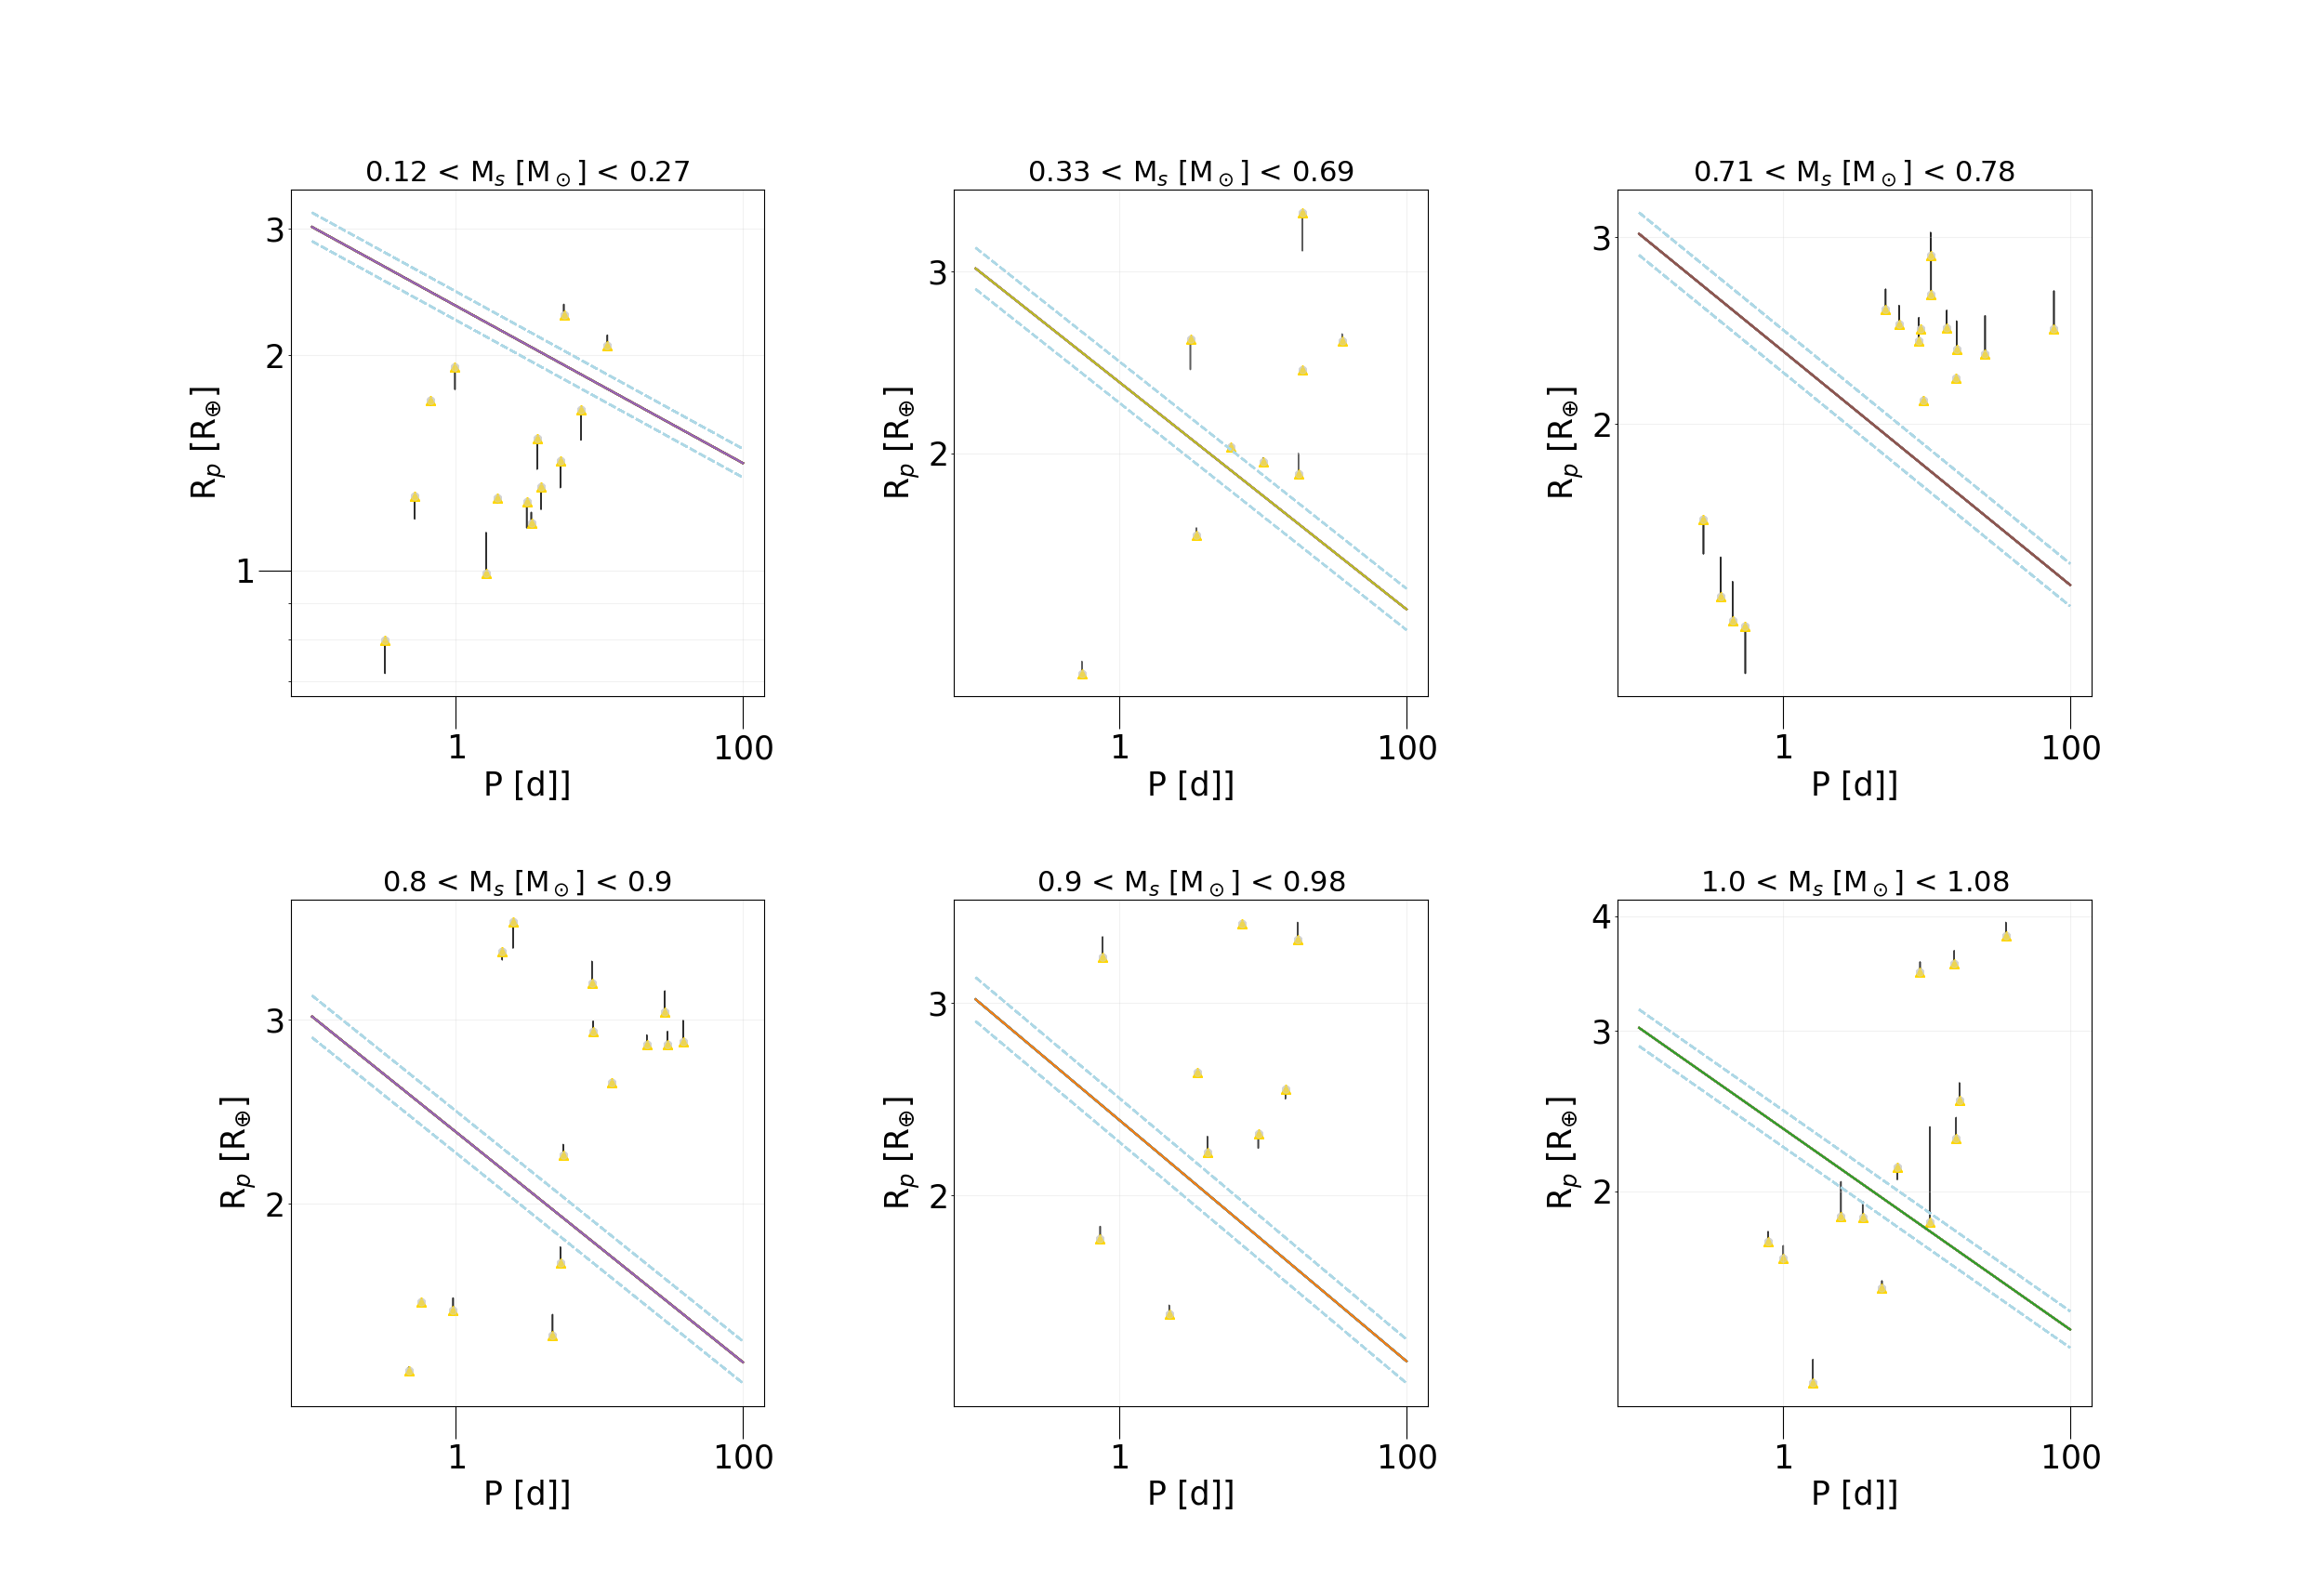 0.12 < Mₛ [M⊙] < 0.27
3
2
1
Rₚ [R⊕]
1 100
P [d]]
0.33 < Mₛ [M⊙] < 0.69
3
2
Rₚ [R⊕]
1 100
P [d]]
0.71 < Mₛ [M⊙] < 0.78
3
2
Rₚ [R⊕]
1 100
P [d]]
0.8 < Mₛ [M⊙] < 0.9
3
2
Rₚ [R⊕]
1 100
P [d]]
0.9 < Mₛ [M⊙] < 0.98
3
2
Rₚ [R⊕]
1 100
P [d]]
1.0 < Mₛ [M⊙] < 1.08
4
3
2
Rₚ [R⊕]
1 100
P [d]]